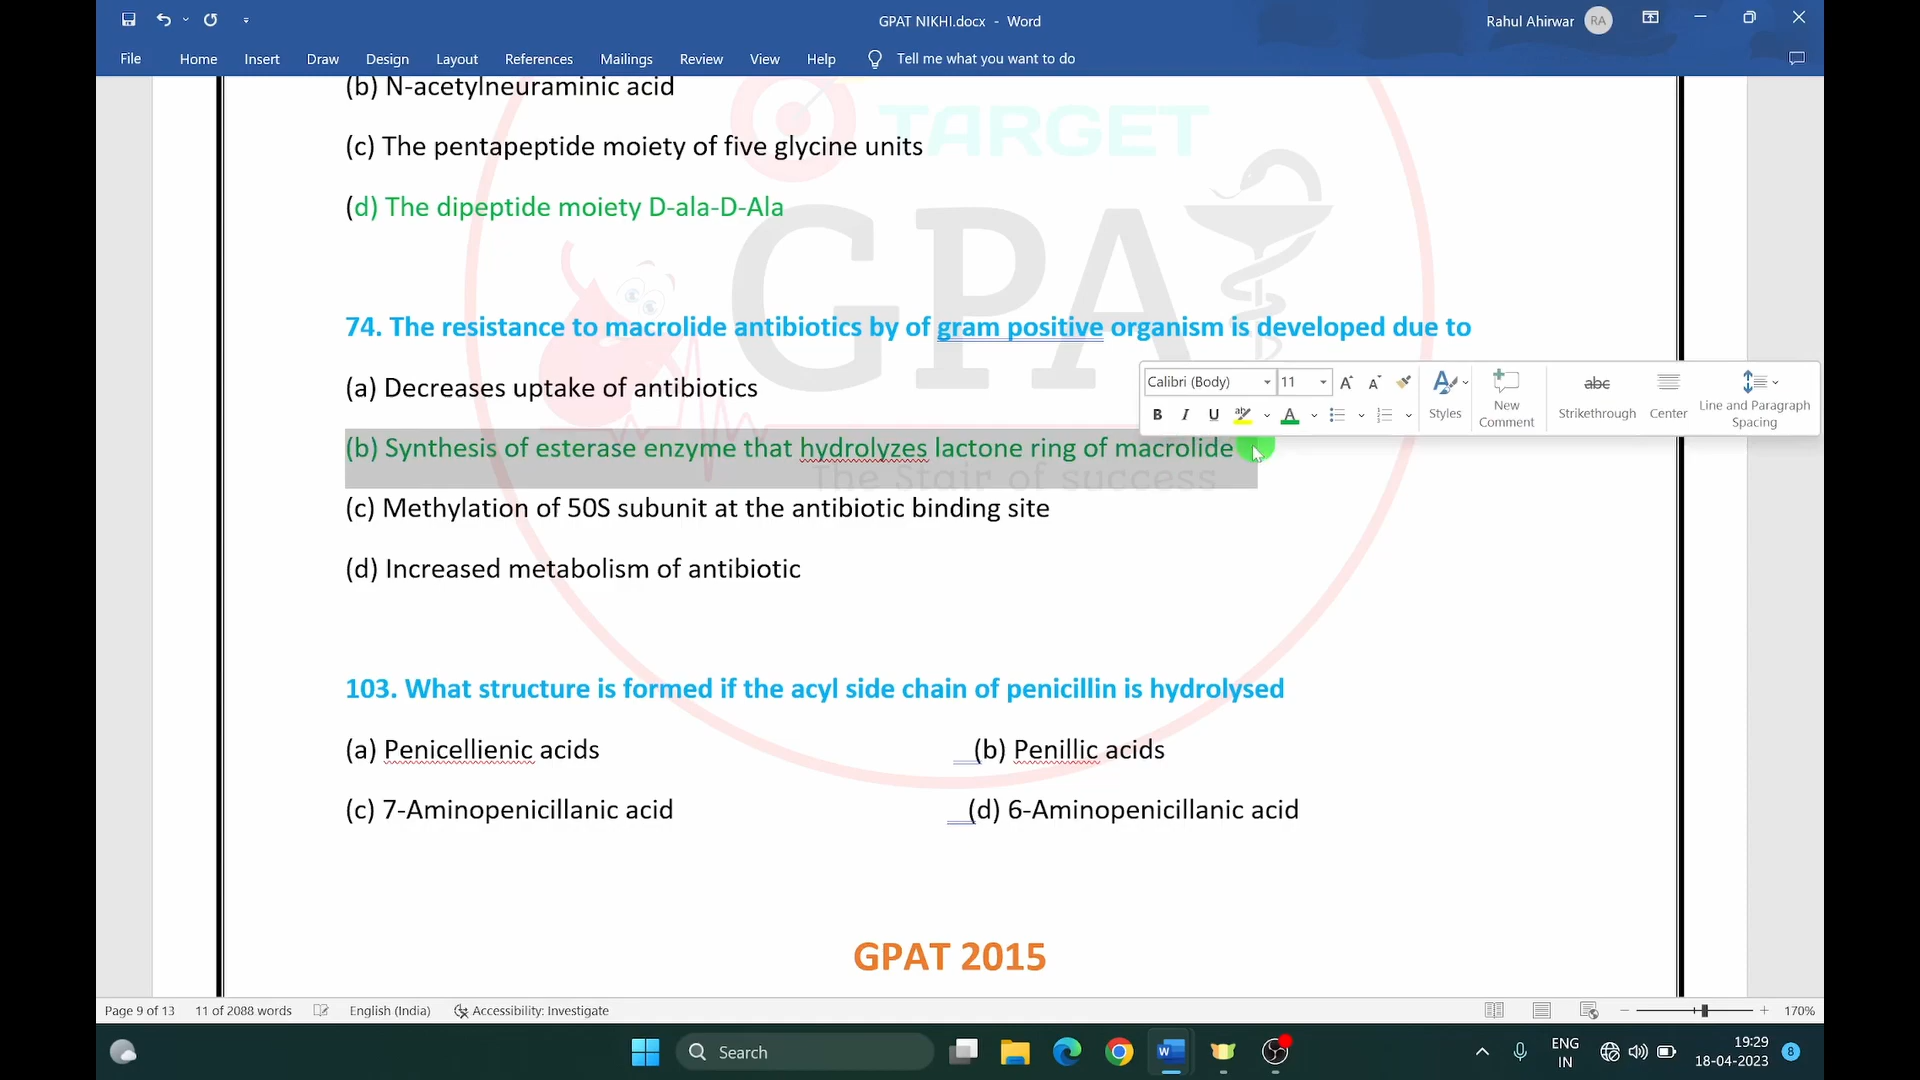 GPAT NIKHI.docx - Word
Rahul Ahirwar RA
File Home Insert Draw Design Layout References Mailings Review View Help Tell me what you want to do
(b) N-acetylneuraminic acid
TARGET
(c) The pentapeptide moiety of five glycine units
(d) The dipeptide moiety D-ala-D-Ala
GPAT
74. The resistance to macrolide antibiotics by of gram positive organism is developed due to
(a) Decreases uptake of antibiotics
Calibri (Body) 11
Styles New Comment Strikethrough Center Line and Paragraph Spacing
(b) Synthesis of esterase enzyme that hydrolyzes lactone ring of macrolide
The Stair of success
(c) Methylation of 50S subunit at the antibiotic binding site
(d) Increased metabolism of antibiotic
103. What structure is formed if the acyl side chain of penicillin is hydrolysed
(a) Penicellienic acids (b) Penillic acids
(c) 7-Aminopenicillanic acid (d) 6-Aminopenicillanic acid
GPAT 2015
Page 9 of 13 11 of 2088 words English (India) Accessibility: Investigate 170%
Search
ENG IN
19:29
18-04-2023
8